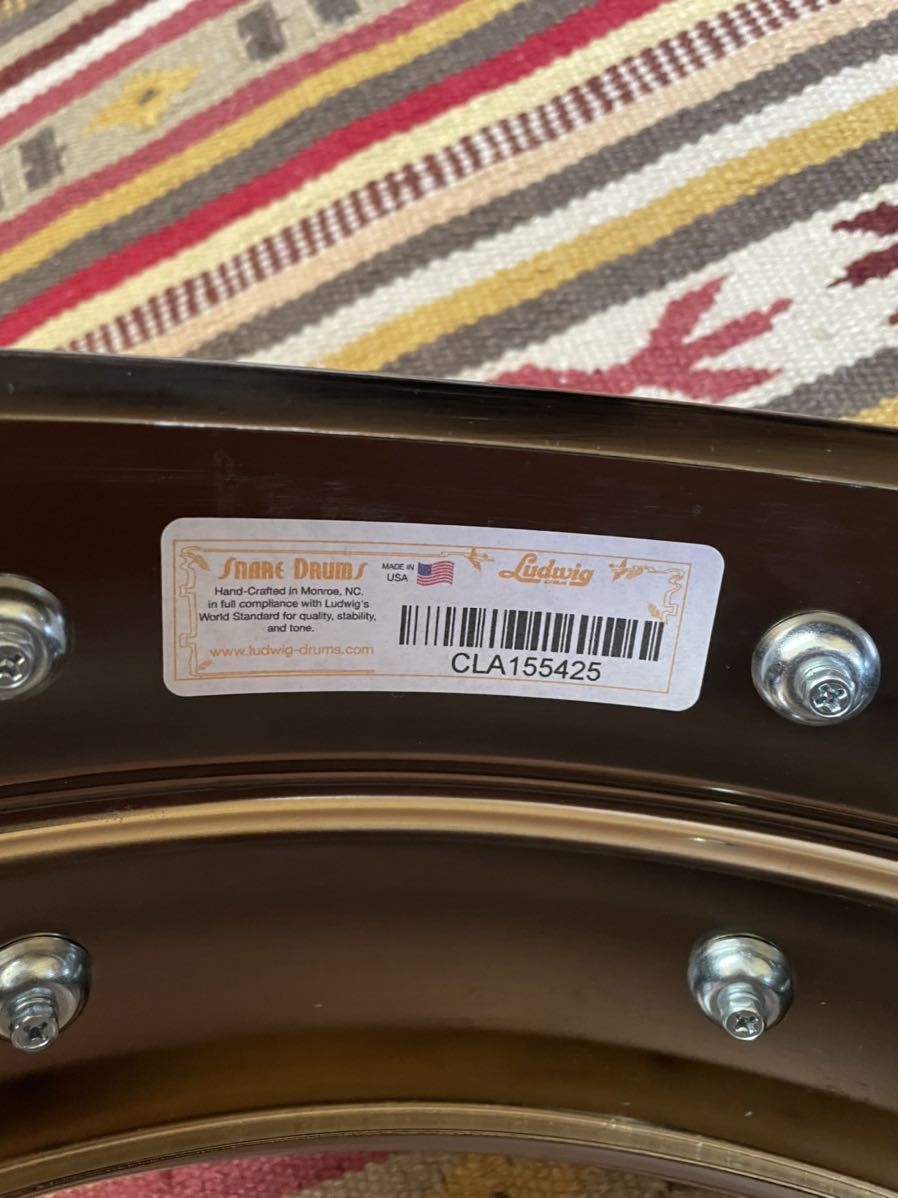 Snare Drums
MADE IN
USA
Ludwig
Hand-Crafted in Monroe, NC,
in full compliance with Ludwig's
World Standard for quality, stability,
and tone.
www.ludwig-drums.com
CLA155425